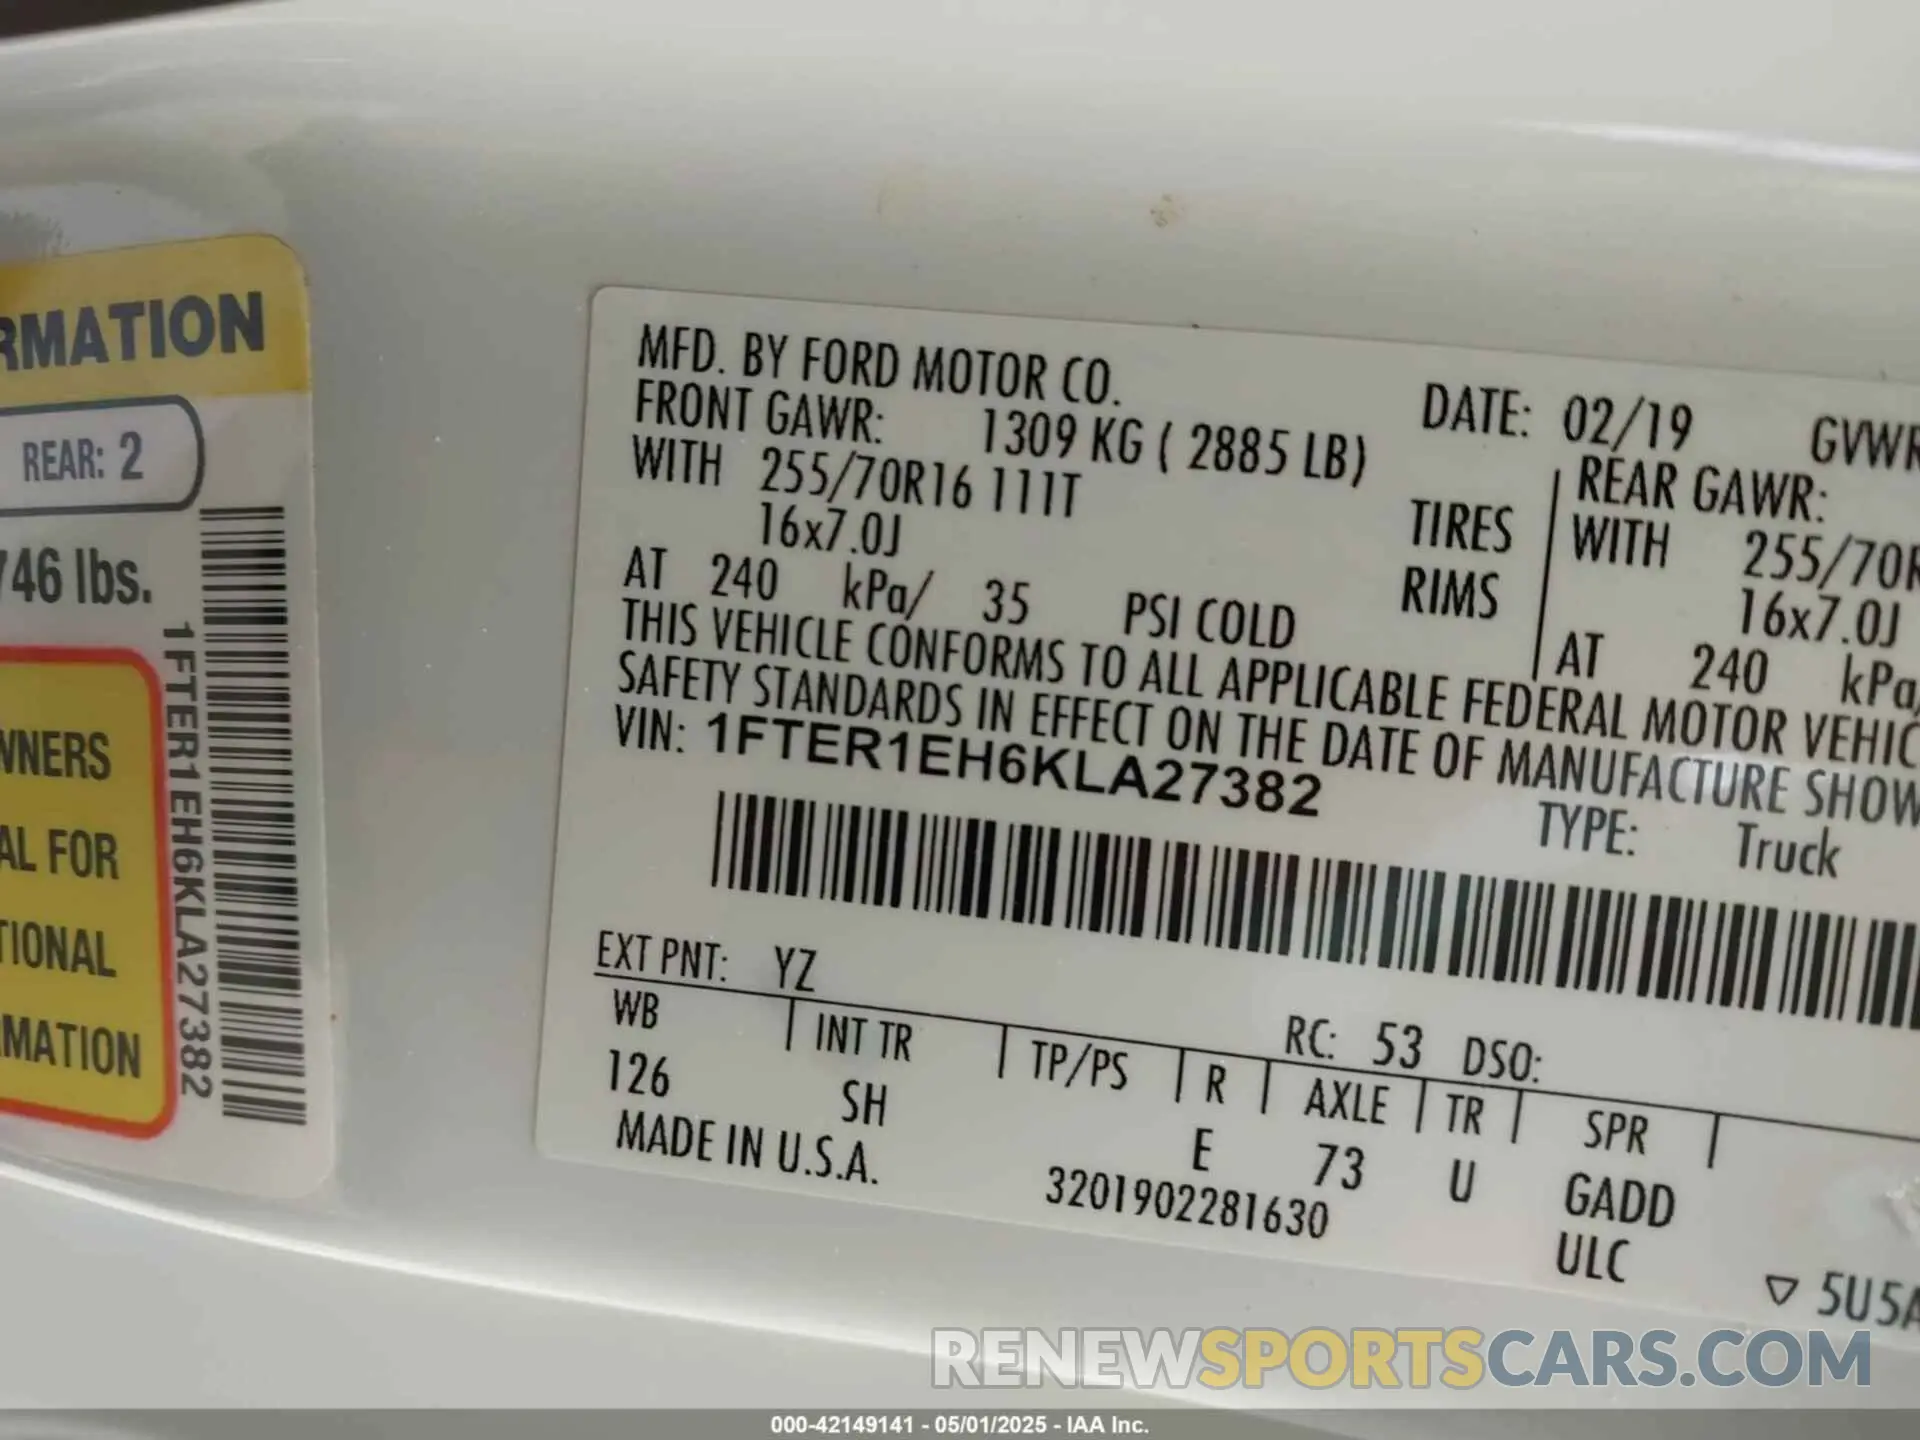 RMATION
REAR: 2
746 lbs.
WNERS
AL FOR
TIONAL
RMATION
1FTER1EH6KLA27382
MFD. BY FORD MOTOR CO.
DATE: 02/19 GVWR
FRONT GAWR: 1309 KG ( 2885 LB)
REAR GAWR:
WITH 255/70R16 111T TIRES
WITH 255/70R
16x7.0J RIMS
16x7.0J
AT 240 kPa/ 35 PSI COLD
AT 240 kPa/
THIS VEHICLE CONFORMS TO ALL APPLICABLE FEDERAL MOTOR VEHIC
SAFETY STANDARDS IN EFFECT ON THE DATE OF MANUFACTURE SHOW
VIN: 1FTER1EH6KLA27382
TYPE: Truck
EXT PNT: YZ RC: 53 DSO:
WB INT TR TP/PS R AXLE TR SPR
126 SH E 73 U GADD
MADE IN U.S.A. 3201902281630 ULC
▽ 5U5A
RENEWSPORTSCARS.COM
000-42149141 - 05/01/2025 - IAA Inc.